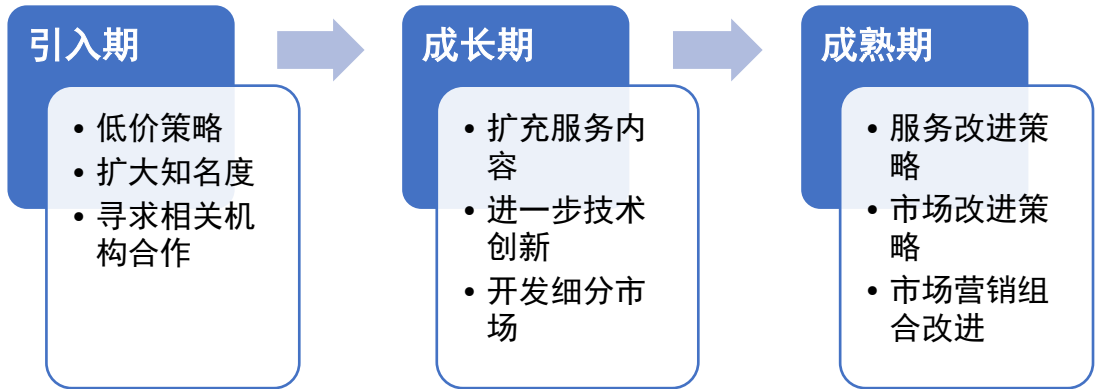 引入期
• 低价策略
• 扩大知名度
• 寻求相关机
构合作
成长期
• 扩充服务内
容
• 进一步技术
创新
• 开发细分市
场
成熟期
• 服务改进策
略
• 市场改进策
略
• 市场营销组
合改进